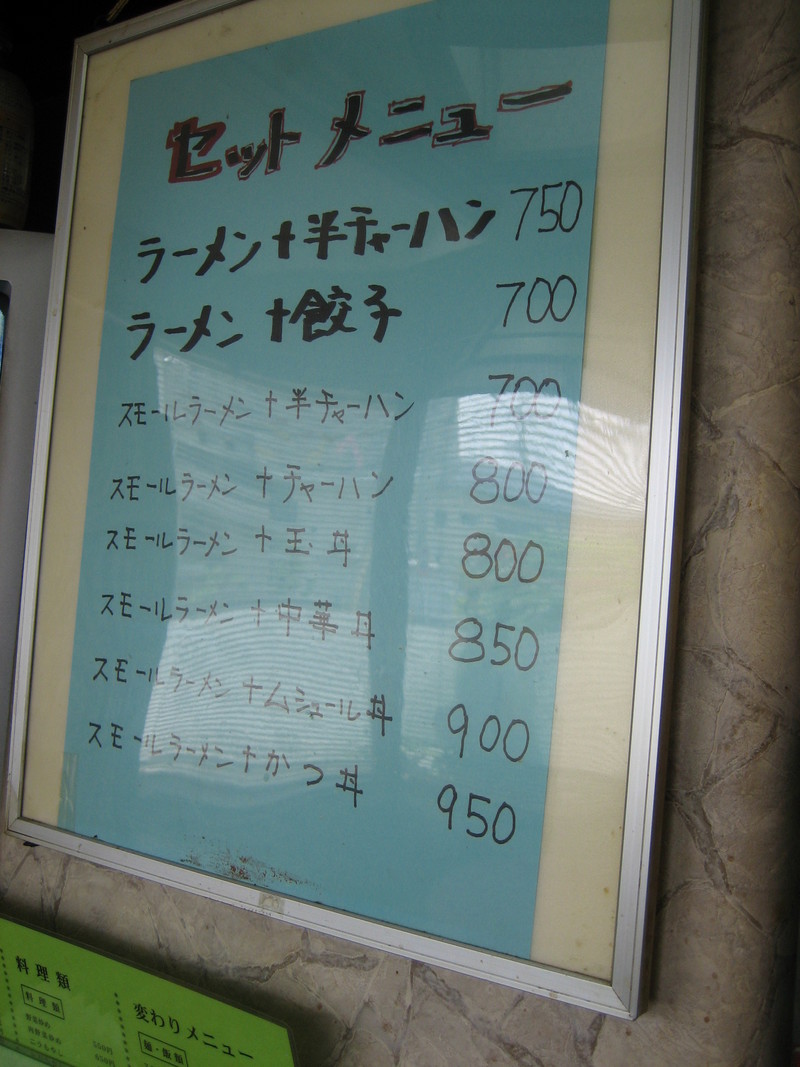 セットメニュー
ラーメン+半チャーハン 750
ラーメン+餃子 700
スモールラーメン+半チャーハン 700
スモールラーメン+チャーハン 800
スモールラーメン+玉丼 800
スモールラーメン+中華丼 850
スモールラーメン+ムシュール丼 900
スモールラーメン+かつ丼 950
料理類
料理類
変わりメニュー
麺・飯類